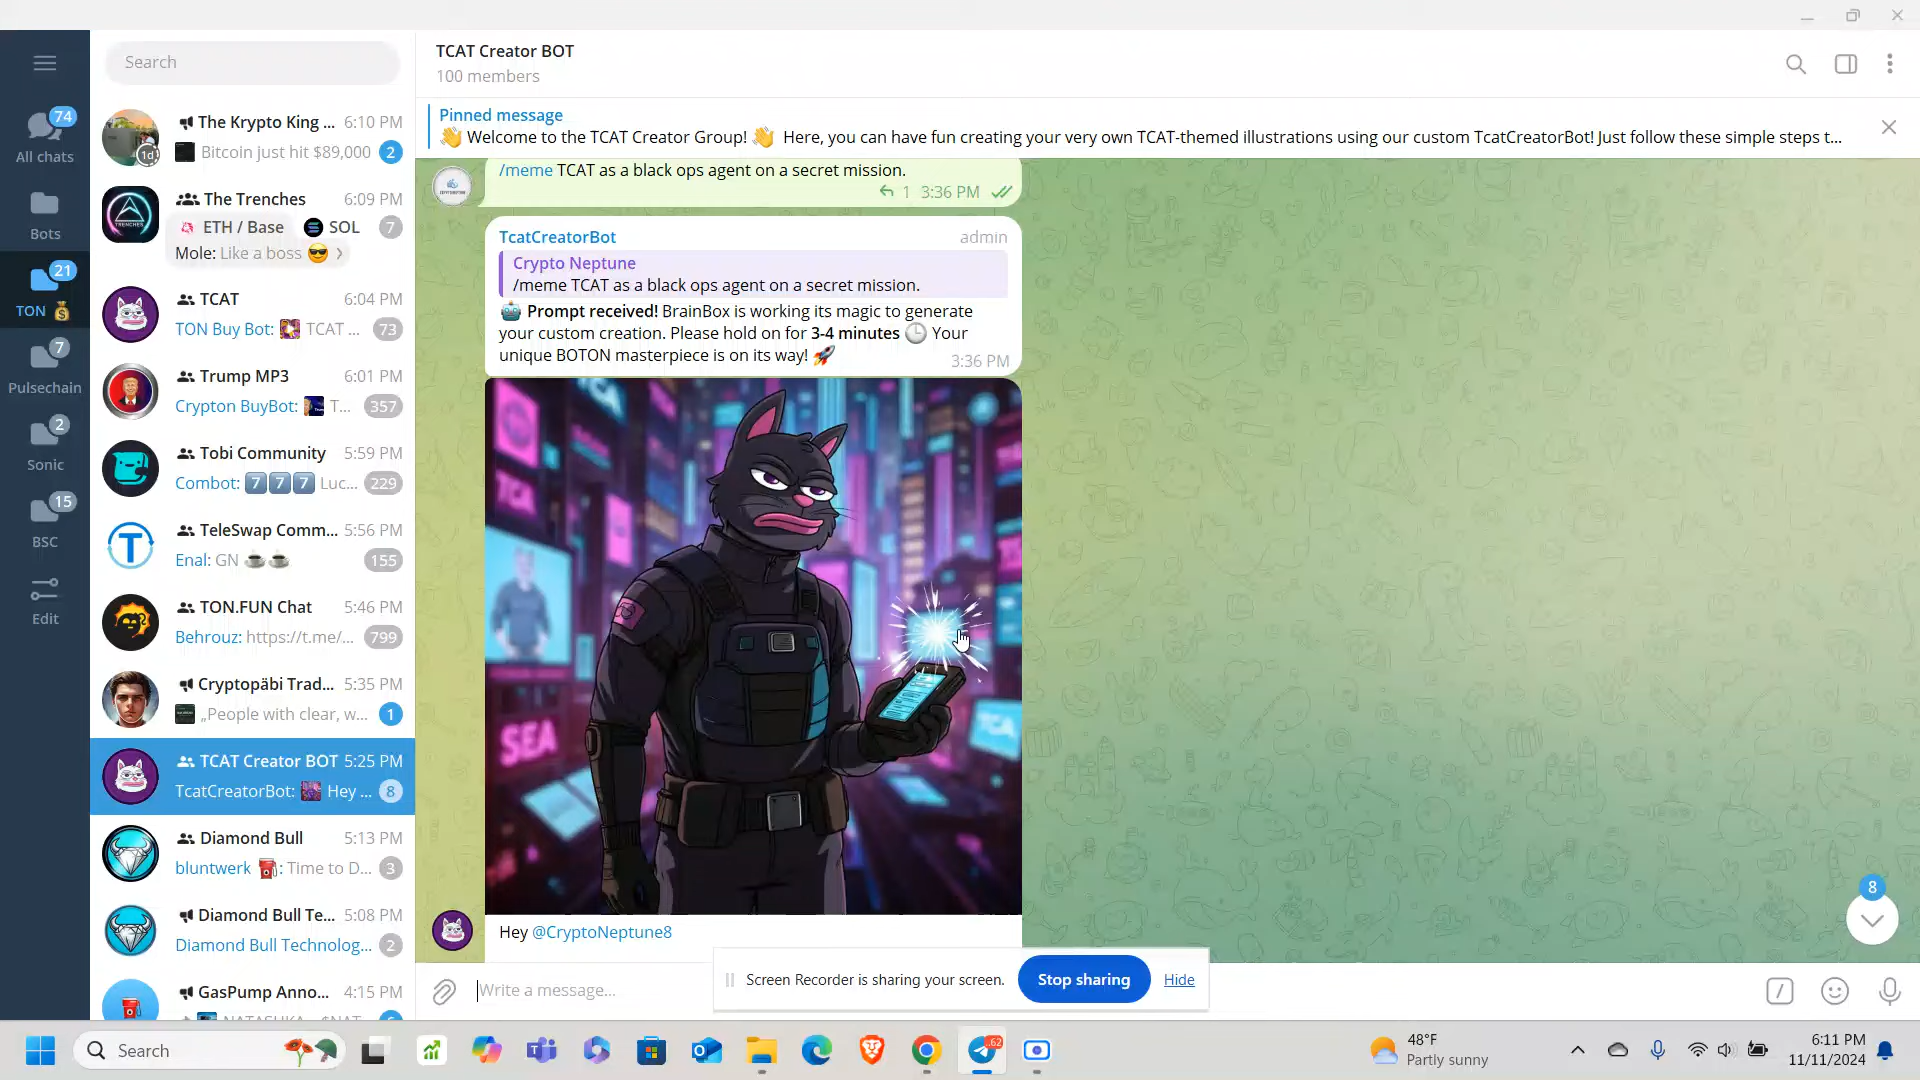 Search
TCAT Creator BOT
100 members
Pinned message
👋 Welcome to the TCAT Creator Group! 👋 Here, you can have fun creating your very own TCAT-themed illustrations using our custom TcatCreatorBot! Just follow these simple steps t...
74
All chats
Bots
21
TON 💰
7
Pulsechain
2
Sonic
15
BSC
Edit
The Krypto King ... 6:10 PM
1d
Bitcoin just hit $89,000 2
The Trenches 6:09 PM
TRENCHES
ETH / Base SOL 7
Mole: Like a boss 😎 >
TCAT 6:04 PM
TON Buy Bot: TCAT ... 73
Trump MP3 6:01 PM
Crypton BuyBot: T... 357
Tobi Community 5:59 PM
Combot: 7 7 7 Luc... 229
TeleSwap Comm... 5:56 PM
Enal: GN ☕☕ 155
TON.FUN Chat 5:46 PM
Behrouz: https://t.me/... 799
Cryptopäbi Trad... 5:35 PM
„People with clear, w... 1
TCAT Creator BOT 5:25 PM
TcatCreatorBot: Hey ... 8
Diamond Bull 5:13 PM
bluntwerk ⛽: Time to D... 3
Diamond Bull Te... 5:08 PM
Diamond Bull Technolog... 2
GasPump Anno... 4:15 PM
/meme TCAT as a black ops agent on a secret mission.
1 3:36 PM
TcatCreatorBot admin
Crypto Neptune
/meme TCAT as a black ops agent on a secret mission.
🤖 Prompt received! BrainBox is working its magic to generate
your custom creation. Please hold on for 3-4 minutes 🕒 Your
unique BOTON masterpiece is on its way! 🚀
3:36 PM
TCA
SEA
TCA
Hey @CryptoNeptune8
8
Write a message...
Screen Recorder is sharing your screen. Stop sharing Hide
Search
62
48°F
Partly sunny
6:11 PM
11/11/2024